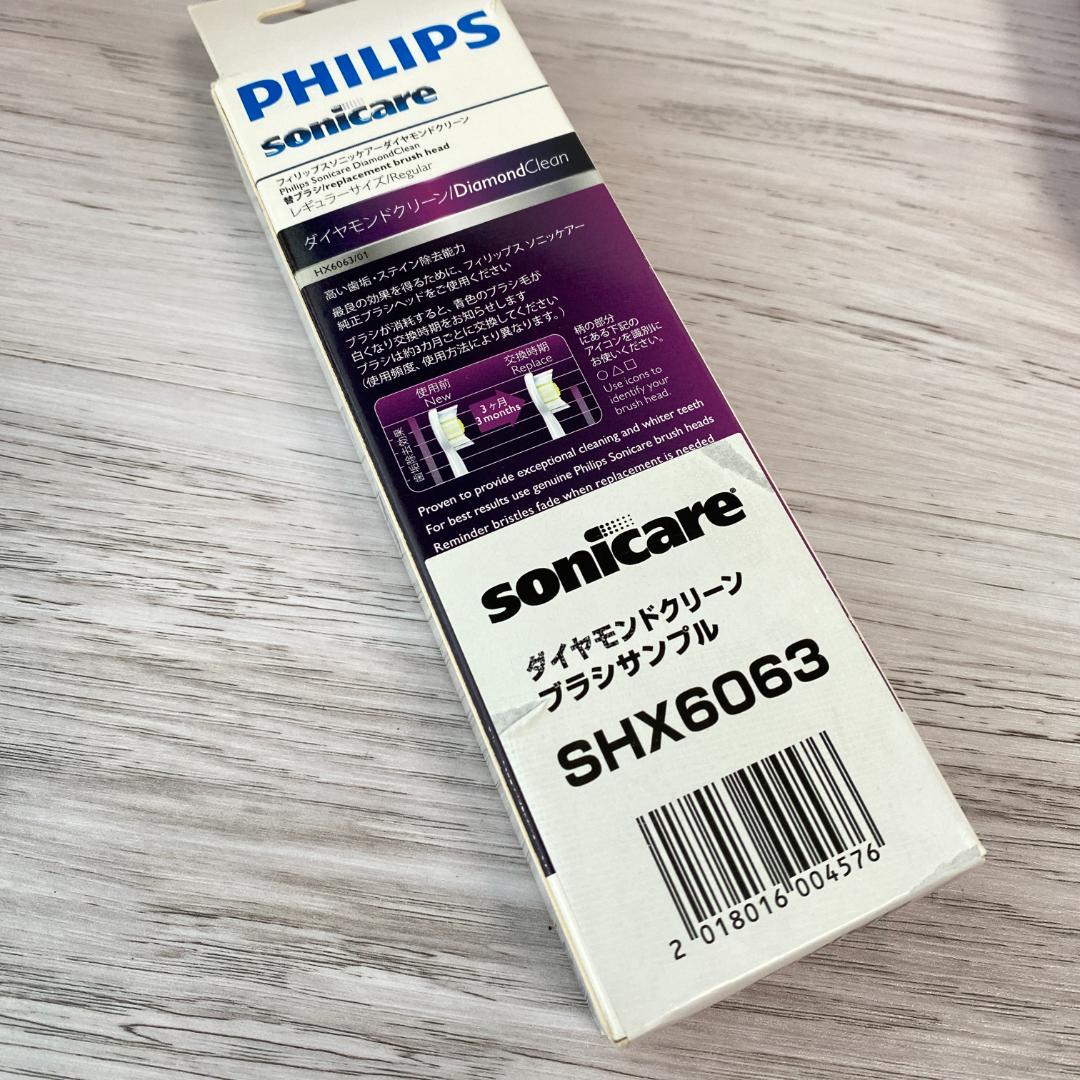 PHILIPS
sonicare
フィリップスソニッケアーダイヤモンドクリーン
Philips Sonicare DiamondClean
替ブラシ/replacement brush head
レギュラーサイズ/Regular
ダイヤモンドクリーン/DiamondClean
HX6063/01
高い歯垢・ステイン除去能力
最良の効果を得るために、フィリップス ソニッケアー
純正ブラシヘッドをご使用ください
ブラシが消耗すると、青色のブラシ毛が
白くなり交換時期をお知らせします
ブラシは約3カ月ごとに交換してください
（使用頻度、使用方法により異なります。）
使用前
New
3ヶ月
3 months
交換時期
Replace
歯垢除去効果
柄の部分
にある下記の
アイコンを識別に
お使いください。
○△□
Use icons to
identify your
brush head.
Proven to provide exceptional cleaning and whiter teeth
For best results use genuine Philips Sonicare brush heads
Reminder bristles fade when replacement is needed
sonicare
ダイヤモンドクリーン
ブラシサンプル
SHX6063
2 018016 004576